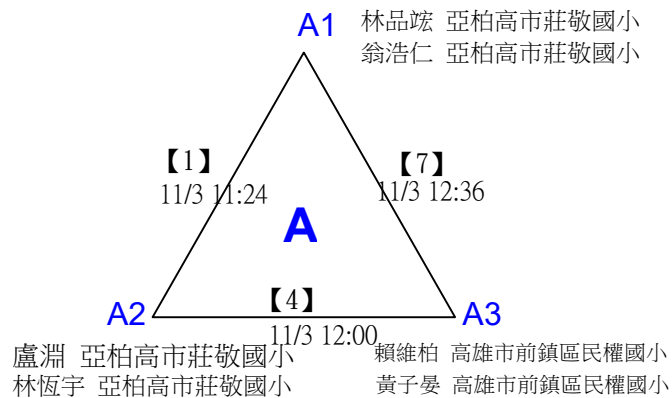 A1
林品竤 亞柏高市莊敬國小
翁浩仁 亞柏高市莊敬國小
【1】
11/3 11:24
【7】
11/3 12:36
A
A2
【4】
11/3 12:00
A3
盧淵 亞柏高市莊敬國小
林恆宇 亞柏高市莊敬國小
賴維柏 高雄市前鎮區民權國小
黃子晏 高雄市前鎮區民權國小